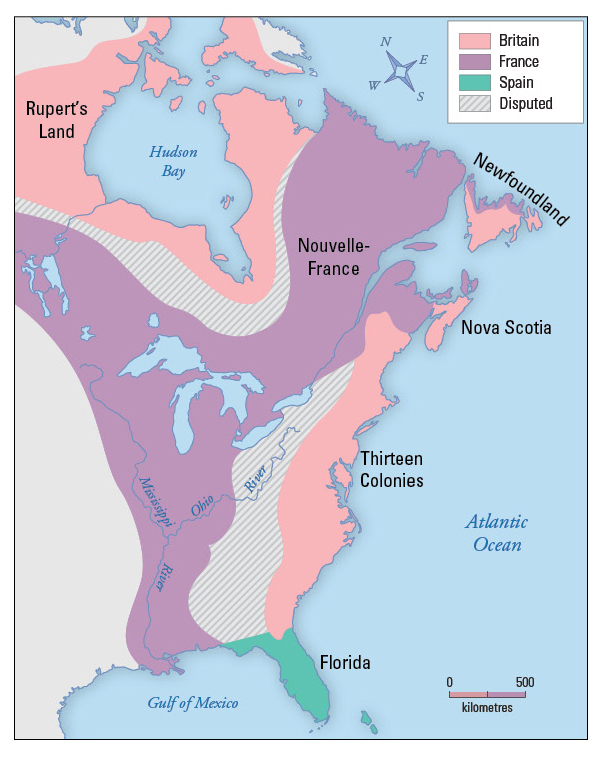 Britain
France
Spain
Disputed
N
E
W
S
Rupert's
Land
Hudson
Bay
Newfoundland
Nouvelle-
France
Nova Scotia
Thirteen
Colonies
Mississippi
River
Ohio
River
Atlantic
Ocean
Florida
Gulf of Mexico
0 500
kilometres